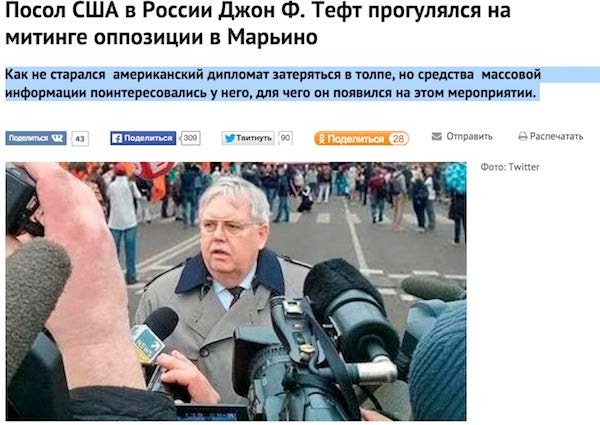 Посол США в России Джон Ф. Тефт прогулялся на
митинге оппозиции в Марьино
Как не старался американский дипломат затеряться в толпе, но средства массовой
информации поинтересовались у него, для чего он появился на этом мероприятии.
Поделиться 43 Поделиться 309 Твитнуть 90 Поделиться 28 Отправить Распечатать
Фото: Twitter